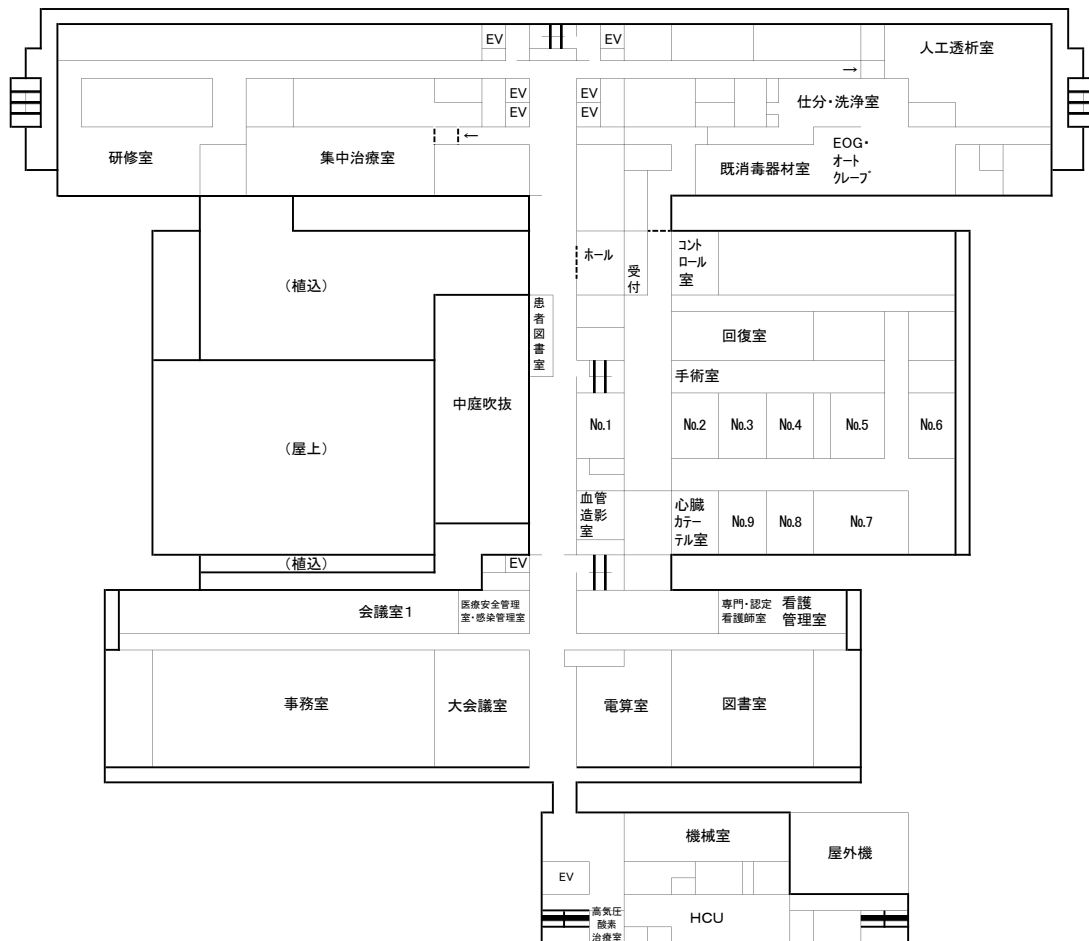 EV
EV
人工透析室
→
EV
EV
EV
EV
仕分・洗浄室
←
研修室
集中治療室
既消毒器材室
EOG・
オート
クレーブ
(植込)
ホール
受付
コント
ロール
室
患者図書室
回復室
手術室
中庭吹抜
(屋上)
No.1
No.2
No.3
No.4
No.5
No.6
血管
造影
室
心臓
カテー
テル室
No.9
No.8
No.7
(植込)
EV
会議室1
医療安全管理
室・感染管理室
専門・認定
看護師室
看護
管理室
事務室
大会議室
電算室
図書室
機械室
屋外機
EV
高気圧
酸素
治療室
HCU